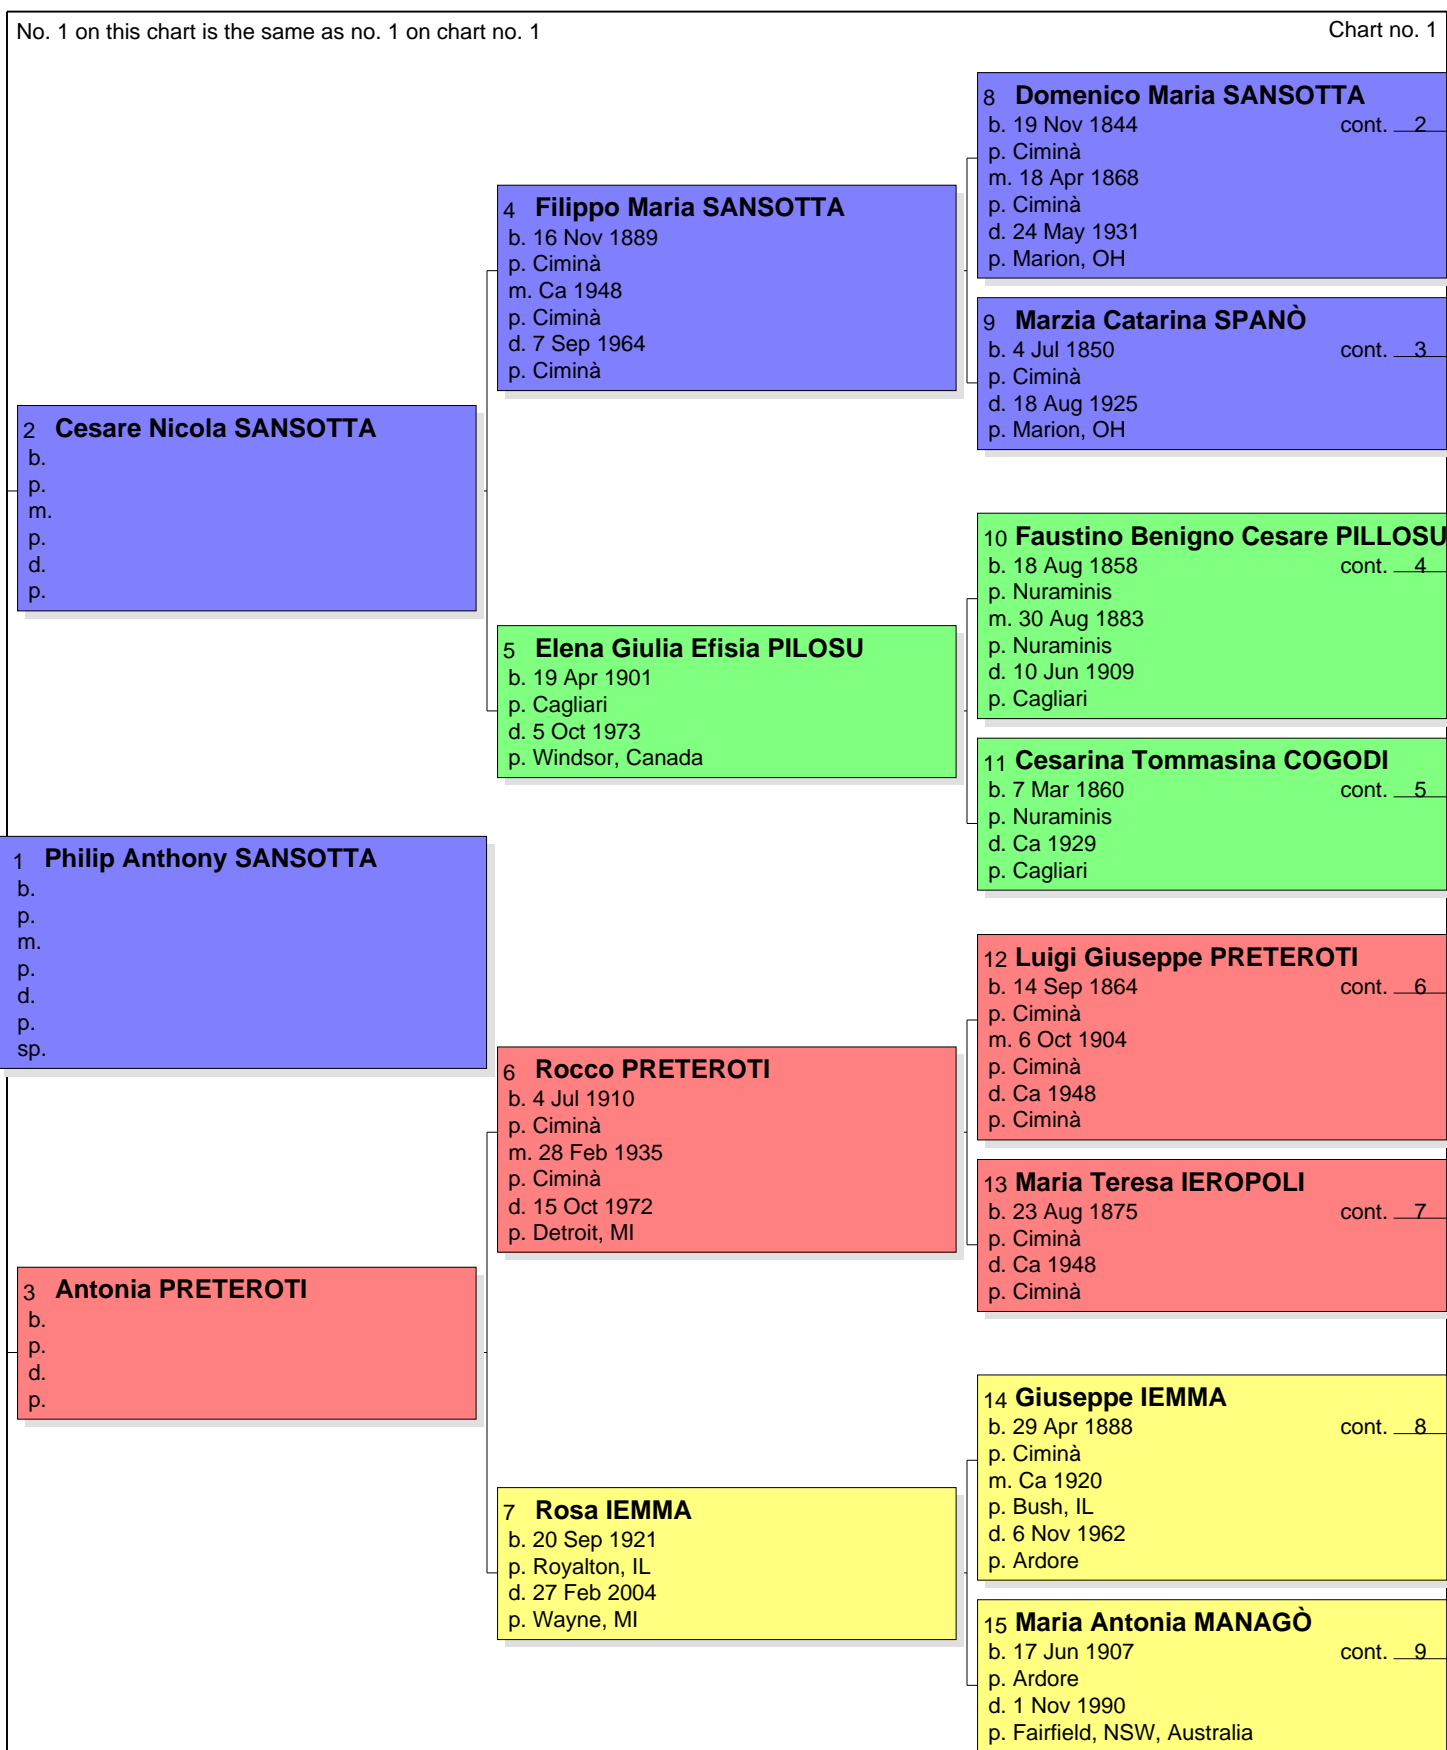 No. 1 on this chart is the same as no. 1 on chart no. 1
Chart no. 1
8 Domenico Maria SANSOTTA
b. 19 Nov 1844 cont. 2
p. Ciminà
m. 18 Apr 1868
p. Ciminà
d. 24 May 1931
p. Marion, OH
4 Filippo Maria SANSOTTA
b. 16 Nov 1889
p. Ciminà
m. Ca 1948
p. Ciminà
d. 7 Sep 1964
p. Ciminà
9 Marzia Catarina SPANÒ
b. 4 Jul 1850 cont. 3
p. Ciminà
d. 18 Aug 1925
p. Marion, OH
2 Cesare Nicola SANSOTTA
b.
p.
m.
p.
d.
p.
10 Faustino Benigno Cesare PILLOSU
b. 18 Aug 1858 cont. 4
p. Nuraminis
m. 30 Aug 1883
p. Nuraminis
d. 10 Jun 1909
p. Cagliari
5 Elena Giulia Efisia PILOSU
b. 19 Apr 1901
p. Cagliari
d. 5 Oct 1973
p. Windsor, Canada
11 Cesarina Tommasina COGODI
b. 7 Mar 1860 cont. 5
p. Nuraminis
d. Ca 1929
p. Cagliari
1 Philip Anthony SANSOTTA
b.
p.
m.
p.
d.
p.
sp.
12 Luigi Giuseppe PRETEROTI
b. 14 Sep 1864 cont. 6
p. Ciminà
m. 6 Oct 1904
p. Ciminà
d. Ca 1948
p. Ciminà
6 Rocco PRETEROTI
b. 4 Jul 1910
p. Ciminà
m. 28 Feb 1935
p. Ciminà
d. 15 Oct 1972
p. Detroit, MI
13 Maria Teresa IEROPOLI
b. 23 Aug 1875 cont. 7
p. Ciminà
d. Ca 1948
p. Ciminà
3 Antonia PRETEROTI
b.
p.
d.
p.
14 Giuseppe IEMMA
b. 29 Apr 1888 cont. 8
p. Ciminà
m. Ca 1920
p. Bush, IL
d. 6 Nov 1962
p. Ardore
7 Rosa IEMMA
b. 20 Sep 1921
p. Royalton, IL
d. 27 Feb 2004
p. Wayne, MI
15 Maria Antonia MANAGÒ
b. 17 Jun 1907 cont. 9
p. Ardore
d. 1 Nov 1990
p. Fairfield, NSW, Australia